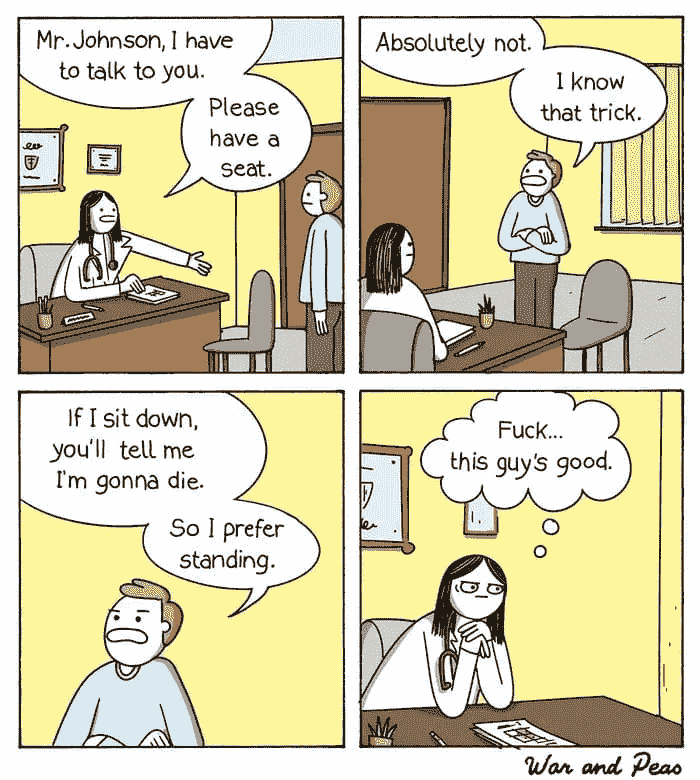 Mr. Johnson, I have
to talk to you.
Please
have a
seat.
Absolutely not.
I know
that trick.
If I sit down,
you'll tell me
I'm gonna die.
So I prefer
standing.
Fuck...
this guy's good.
War and Peas